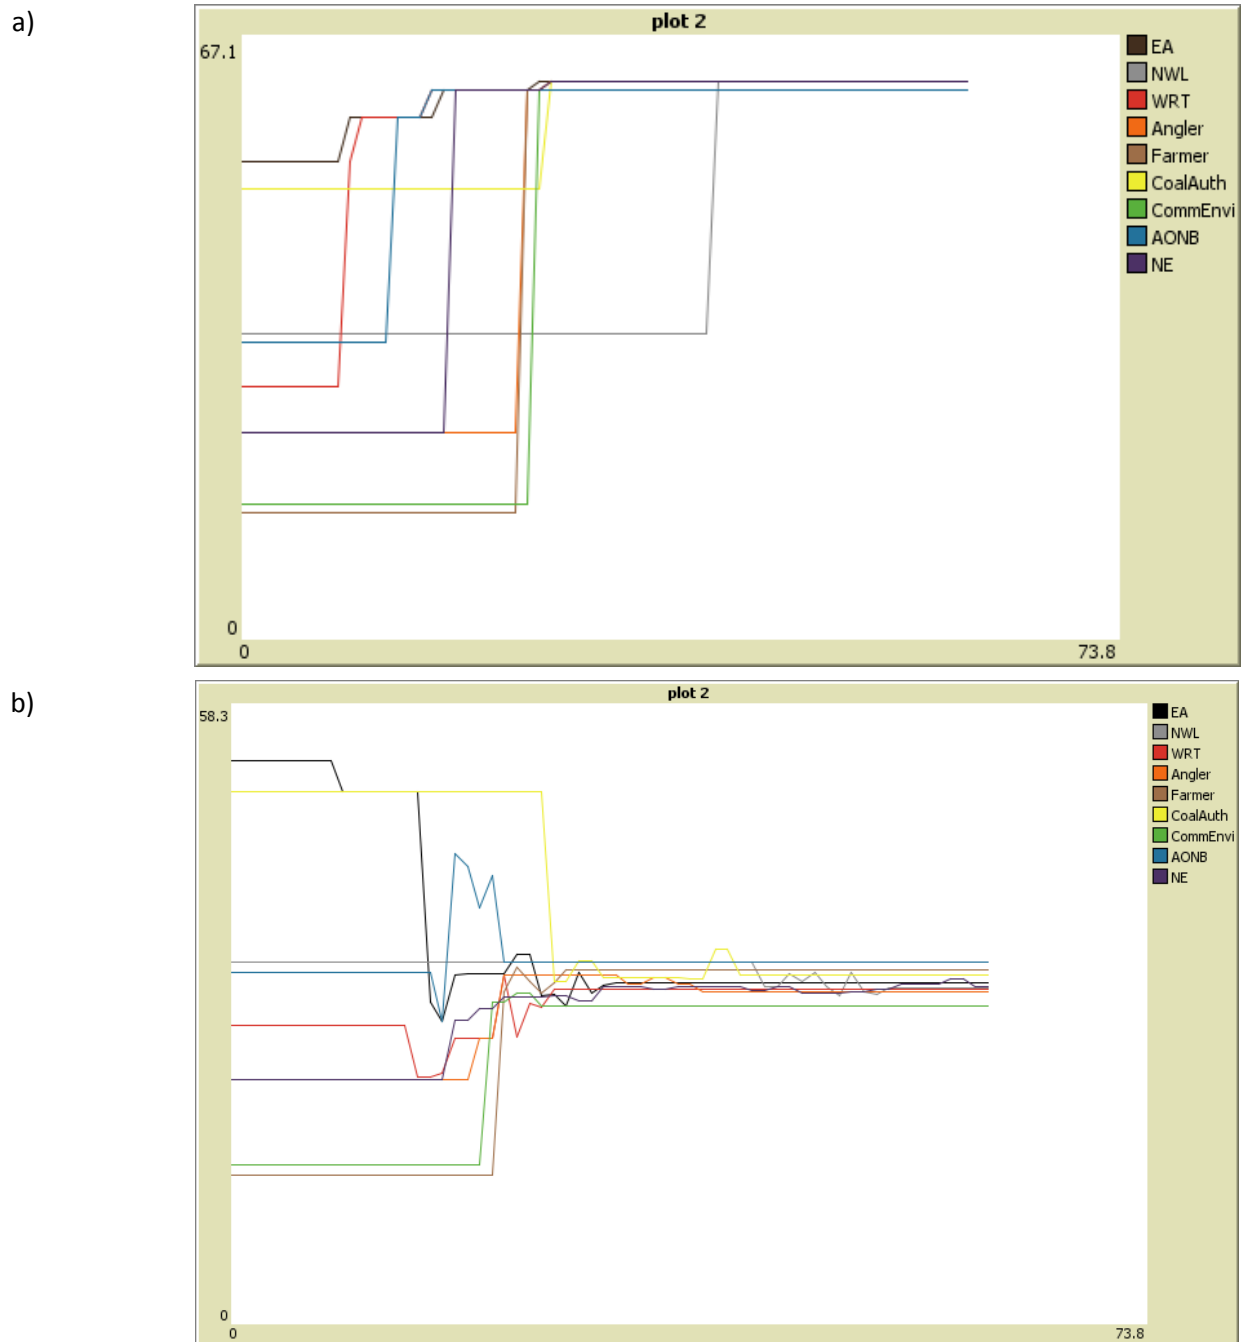 a)
plot 2
67.1
EA
NWL
WRT
Angler
Farmer
CoalAuth
CommEnvi
AONB
NE
0
0 73.8
b)
plot 2
58.3
EA
NWL
WRT
Angler
Farmer
CoalAuth
CommEnvi
AONB
NE
0
0 73.8